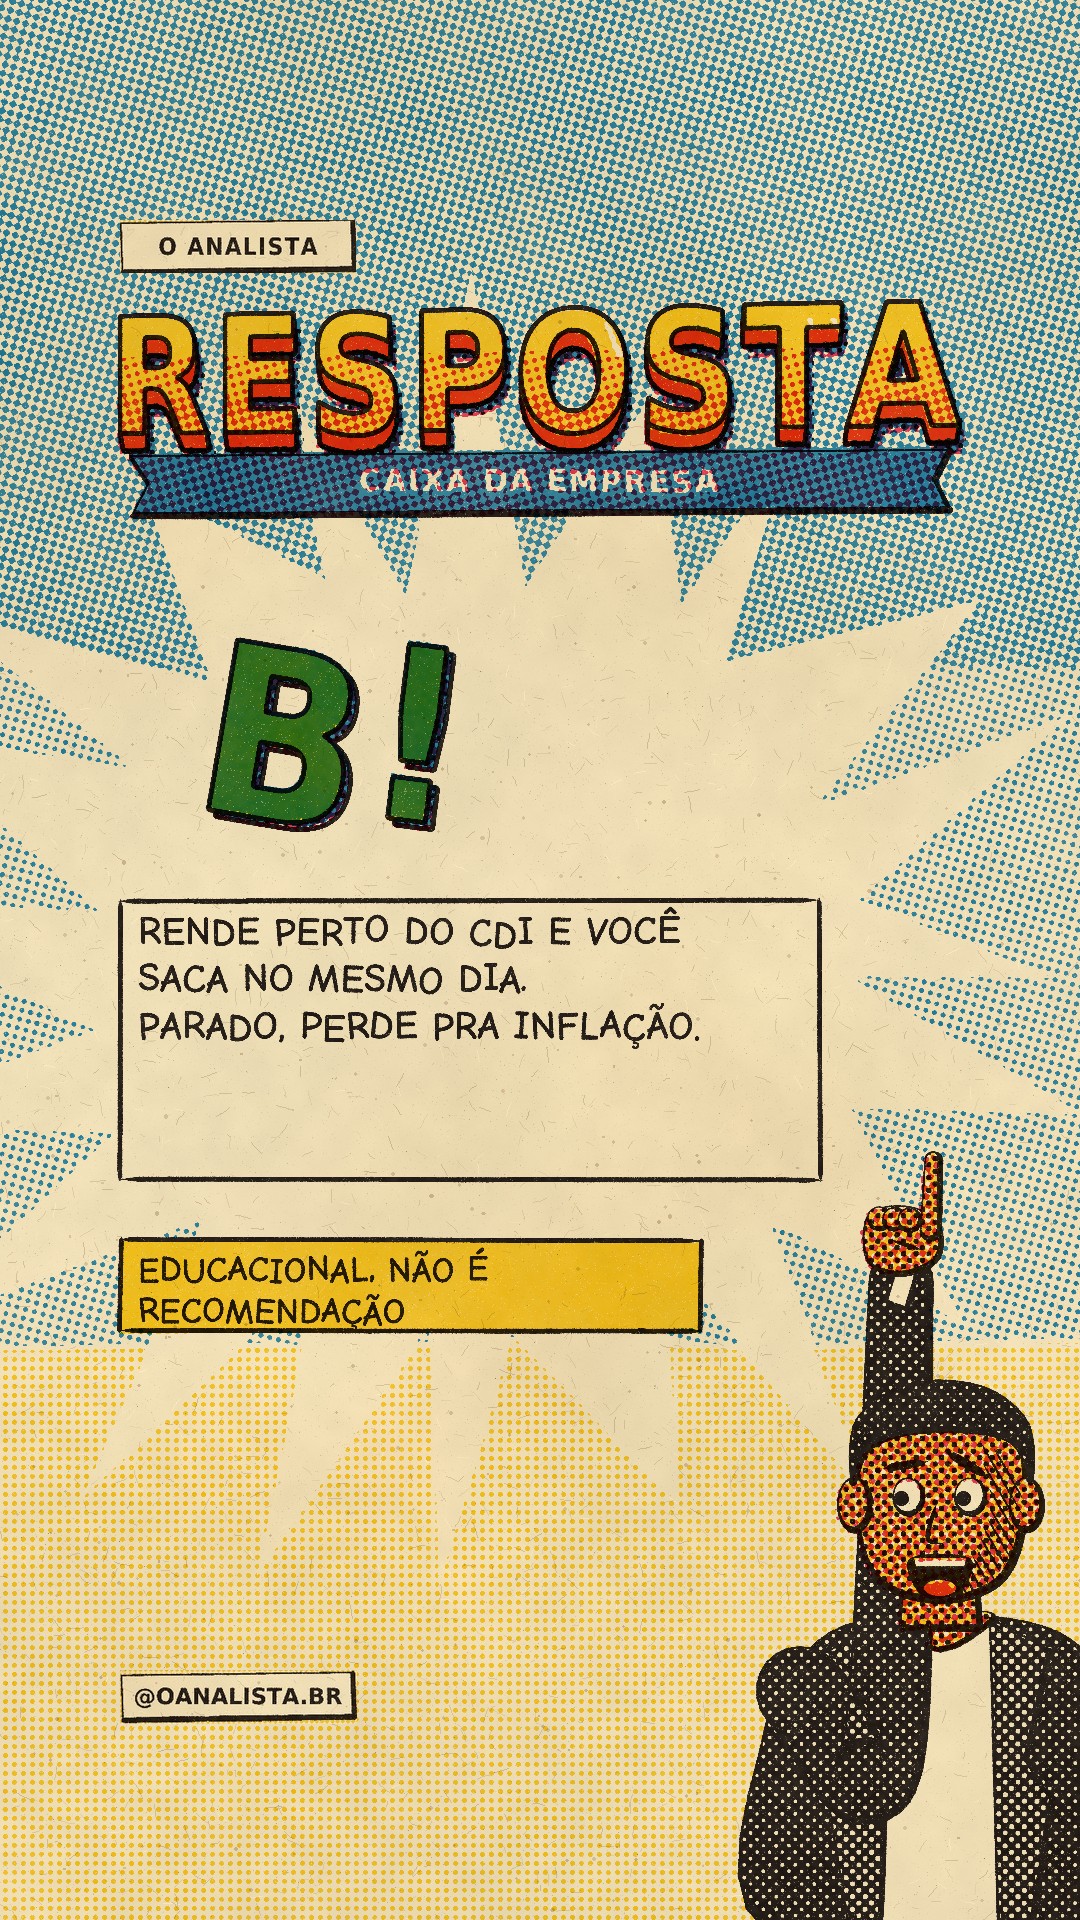 O ANALISTA
RESPOSTA
CAIXA DA EMPRESA
B!
RENDE PERTO DO CDI E VOCÊ
SACA NO MESMO DIA.
PARADO, PERDE PRA INFLAÇÃO.
EDUCACIONAL, NÃO É
RECOMENDAÇÃO
@OANALISTA.BR